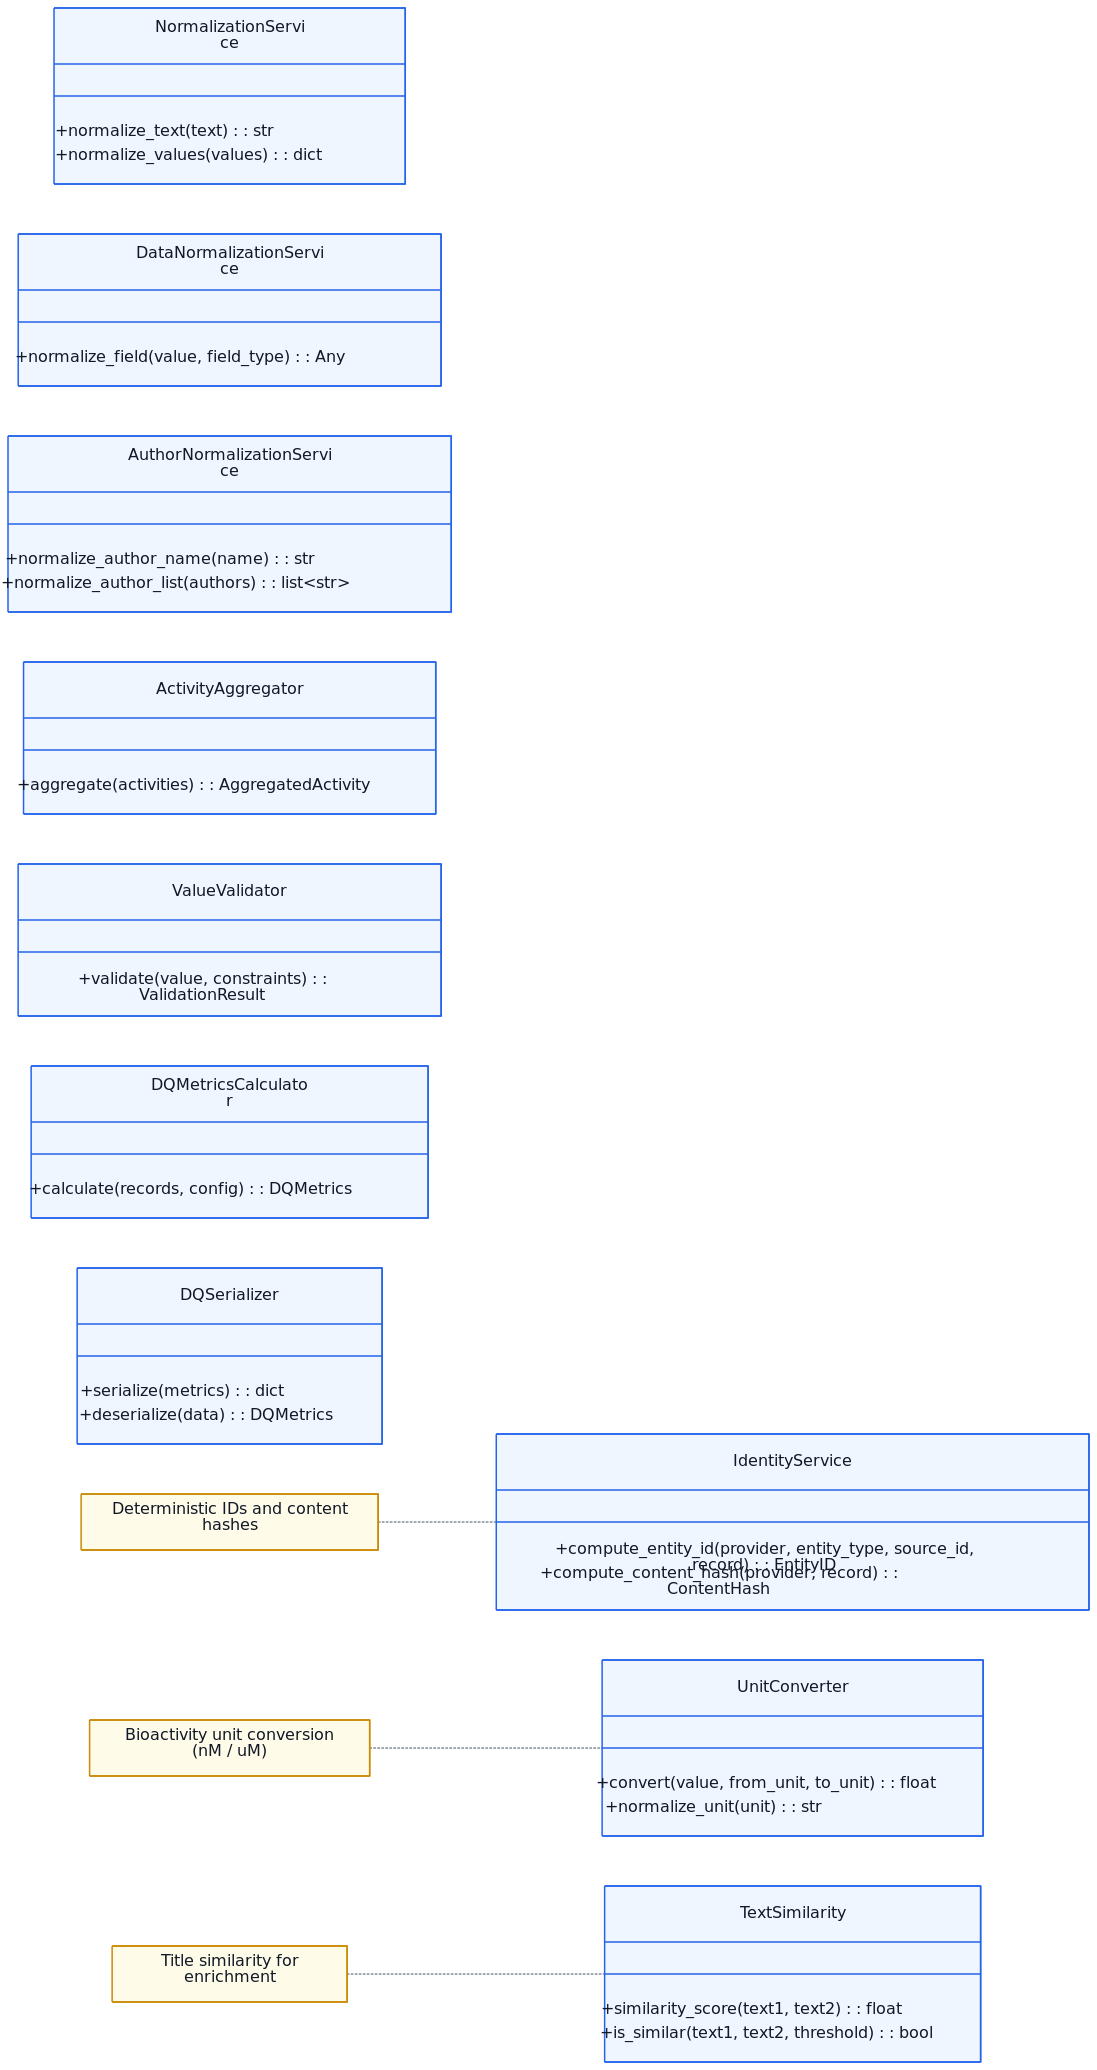 NormalizationServi
ce
+normalize_text(text) : : str
+normalize_values(values) : : dict
DataNormalizationServi
ce
+normalize_field(value, field_type) : : Any
AuthorNormalizationServi
ce
+normalize_author_name(name) : : str
+normalize_author_list(authors) : : list<str>
ActivityAggregator
+aggregate(activities) : : AggregatedActivity
ValueValidator
+validate(value, constraints) : :
ValidationResult
DQMetricsCalculato
r
+calculate(records, config) : : DQMetrics
DQSerializer
+serialize(metrics) : : dict
+deserialize(data) : : DQMetrics
Deterministic IDs and content
hashes
IdentityService
+compute_entity_id(provider, entity_type, source_id,
record) : : EntityID
+compute_content_hash(provider, record) : :
ContentHash
Bioactivity unit conversion
(nM / uM)
UnitConverter
+convert(value, from_unit, to_unit) : : float
+normalize_unit(unit) : : str
Title similarity for
enrichment
TextSimilarity
+similarity_score(text1, text2) : : float
+is_similar(text1, text2, threshold) : : bool